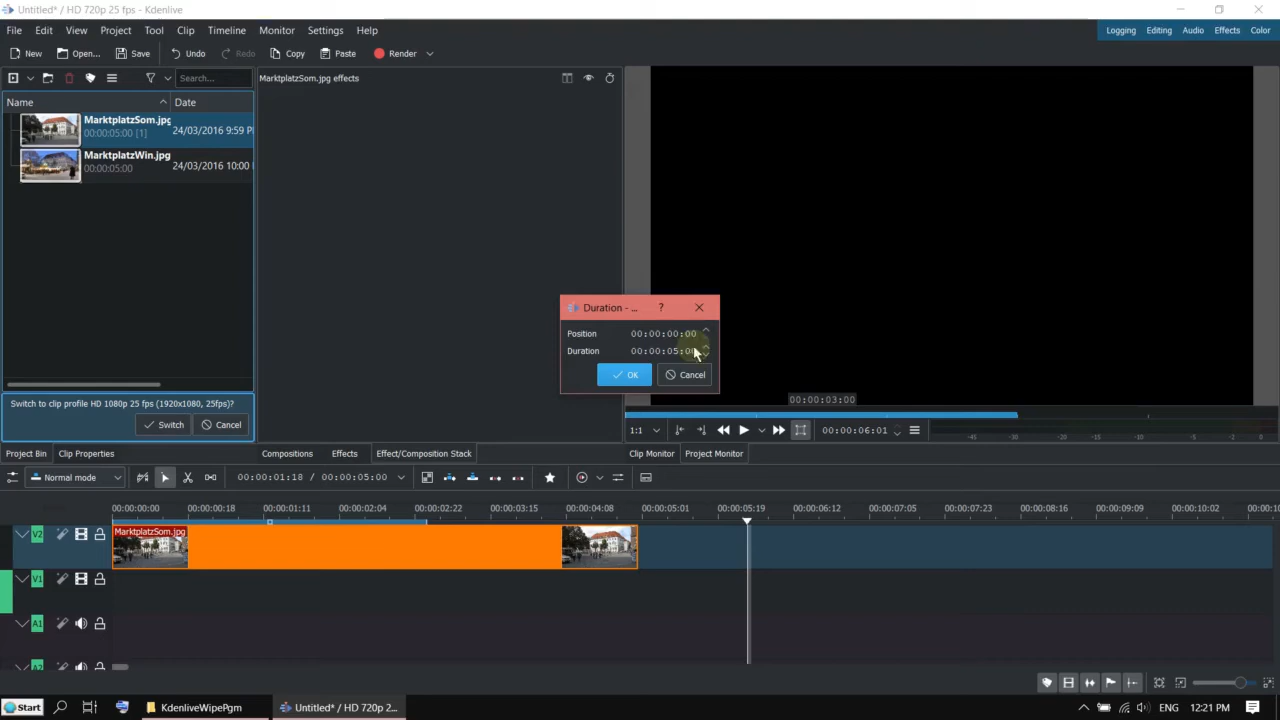 Untitled* / HD 720p 25 fps - Kdenlive
File Edit View Project Tool Clip Timeline Monitor Settings Help
Logging Editing Audio Effects Color
New Open... Save Undo Redo Copy Paste Render
Search... MarktplatzSom.jpg effects
Name Date
MarktplatzSom.jpg
00:00:05:00 [1] 24/03/2016 9:59 P
MarktplatzWin.jpg
00:00:05:00 24/03/2016 10:00
Duration - ... ?
Position 00:00:00:00
Duration 00:00:05:00
OK Cancel
00:00:03:00
Switch to clip profile HD 1080p 25 fps (1920x1080, 25fps)?
Switch Cancel
1:1 00:00:06:01 -45 -30 -20 -15 -10 -5 -2 0
Project Bin Clip Properties Compositions Effects Effect/Composition Stack Clip Monitor Project Monitor
Normal mode 00:00:01:18 / 00:00:05:00
00:00:00:00 00:00:00:18 00:00:01:11 00:00:02:04 00:00:02:22 00:00:03:15 00:00:04:08 00:00:05:01 00:00:05:19 00:00:06:12 00:00:07:05 00:00:07:23 00:00:08:16 00:00:09:09 00:00:10:02 00:00:10
V2 MarktplatzSom.jpg
V1
A1
A2
Start KdenliveWipePgm Untitled* / HD 720p 2... ENG 12:21 PM